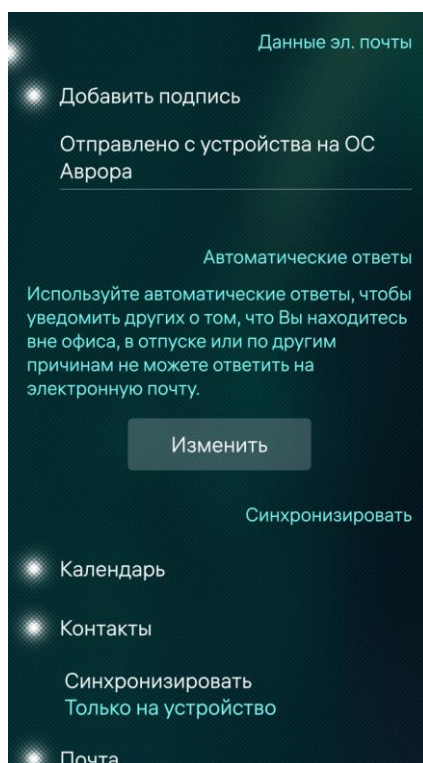 Данные эл. почты
Добавить подпись
Отправлено с устройства на ОС
Аврора
Автоматические ответы
Используйте автоматические ответы, чтобы
уведомить других о том, что Вы находитесь
вне офиса, в отпуске или по другим
причинам не можете ответить на
электронную почту.
Изменить
Синхронизировать
Календарь
Контакты
Синхронизировать
Только на устройство
Почта